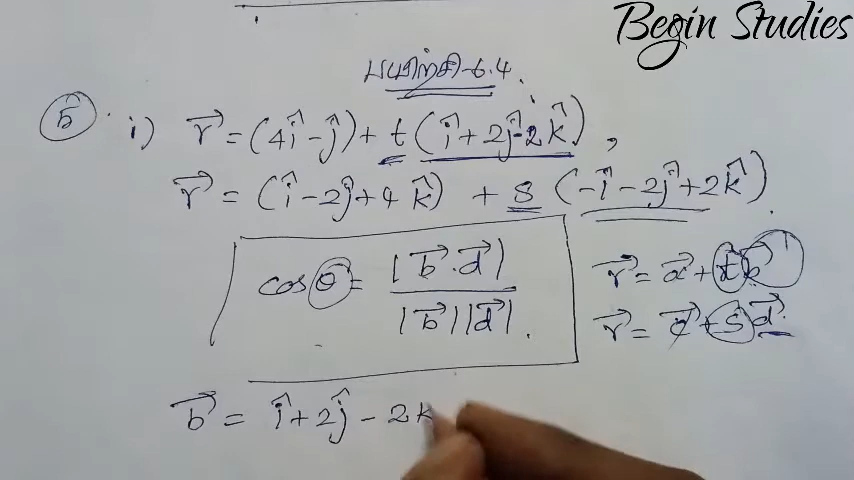 Begin Studies
பயிற்சி-6.4.
5 i) r⃗ = (4î - ĵ) + t (î + 2ĵ - 2k̂),
r⃗ = (î - 2ĵ + 4k̂) + s (-î - 2ĵ + 2k̂).
cos θ = |b⃗ · d⃗| / |b⃗| |d⃗|.
r⃗ = a⃗ + t b⃗
r⃗ = c⃗ + s d⃗.
b⃗ = î + 2ĵ - 2k